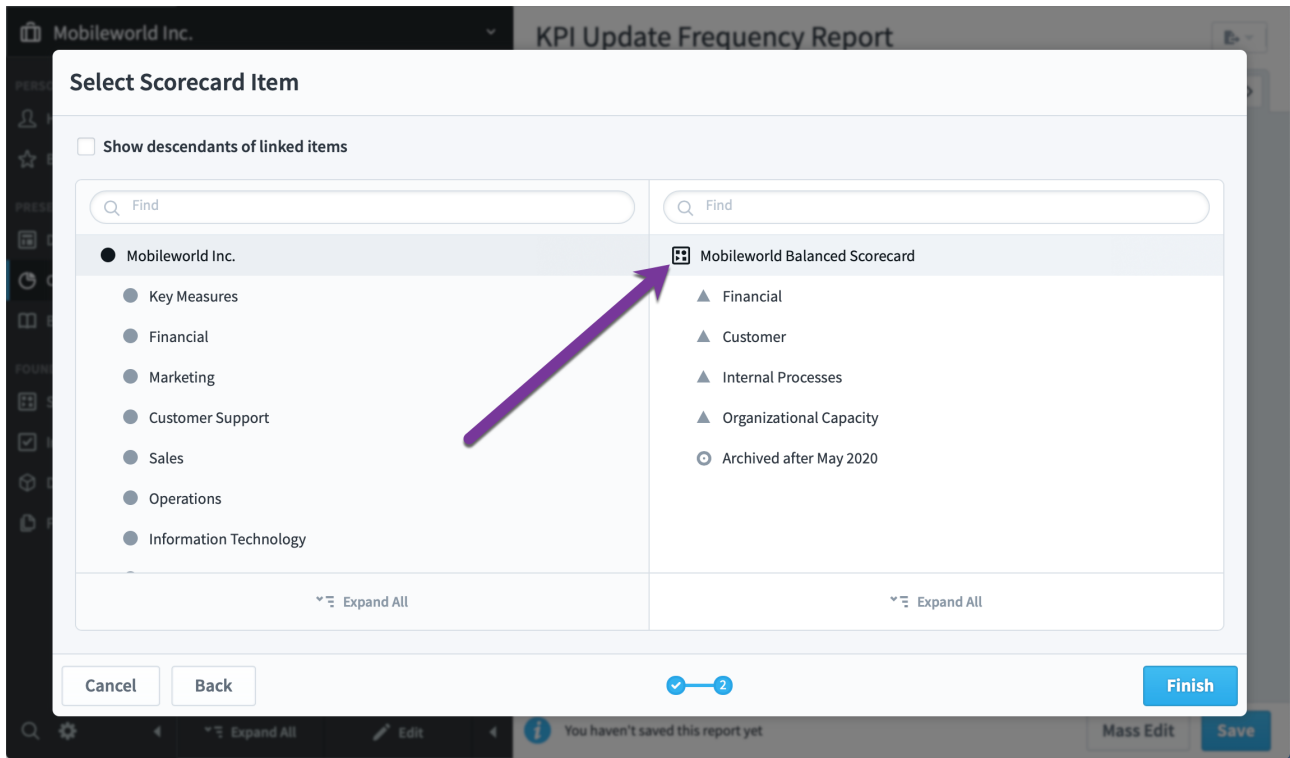 Mobileworld Inc.
KPI Update Frequency Report
Select Scorecard Item
Show descendants of linked items
Find
Mobileworld Inc.
Key Measures
Financial
Marketing
Customer Support
Sales
Operations
Information Technology
Expand All
Find
Mobileworld Balanced Scorecard
Financial
Customer
Internal Processes
Organizational Capacity
Archived after May 2020
Expand All
Cancel
Back
2
Finish
Expand All
Edit
You haven't saved this report yet
Mass Edit
Save